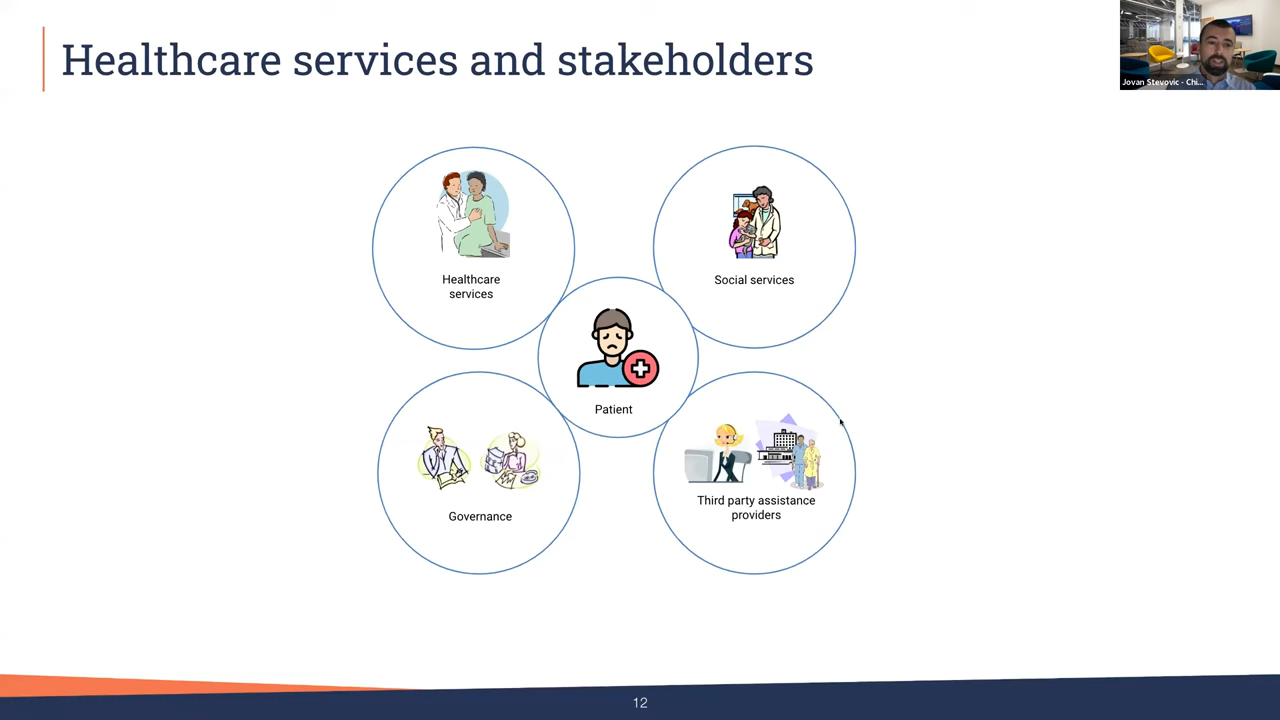 Healthcare services and stakeholders
Jovan Stevovic - Chi...
Healthcare
services
Social services
Patient
Governance
Third party assistance
providers
12